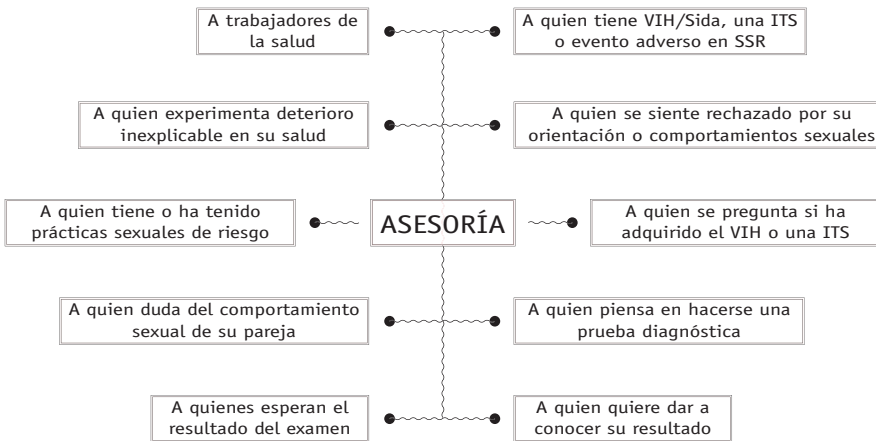 A trabajadores de
la salud
A quien tiene VIH/Sida, una ITS
o evento adverso en SSR
A quien experimenta deterioro
inexplicable en su salud
A quien se siente rechazado por su
orientación o comportamientos sexuales
A quien tiene o ha tenido
prácticas sexuales de riesgo
ASESORÍA
A quien se pregunta si ha
adquirido el VIH o una ITS
A quien duda del comportamiento
sexual de su pareja
A quien piensa en hacerse una
prueba diagnóstica
A quienes esperan el
resultado del examen
A quien quiere dar a
conocer su resultado